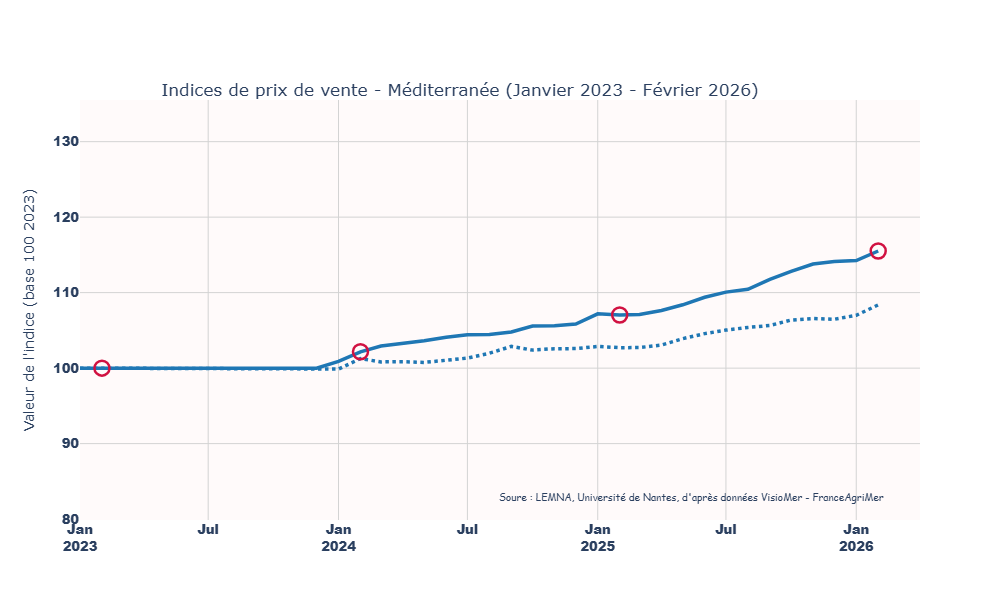 Indices de prix de vente - Méditerranée (Janvier 2023 - Février 2026)
Valeur de l'indice (base 100 2023)
130
120
110
100
90
80
Jan Jul Jan Jul Jan Jul Jan
2023 2024 2025 2026
Soure : LEMNA, Université de Nantes, d'après données VisioMer - FranceAgriMer